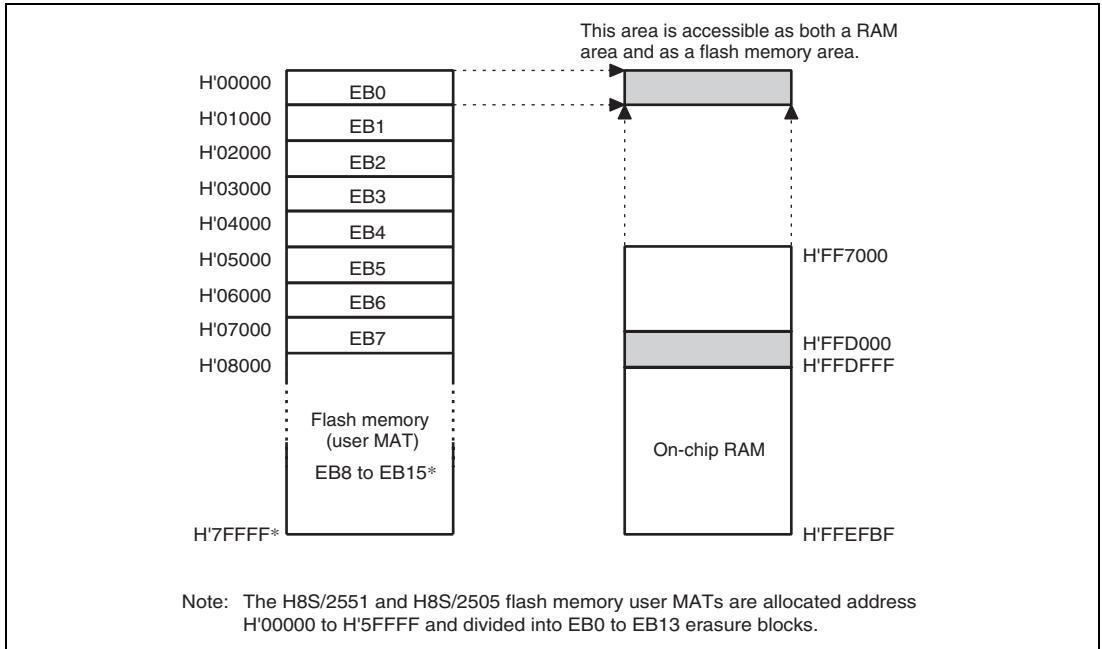 This area is accessible as both a RAM
area and as a flash memory area.
H'00000
EB0
H'01000
EB1
H'02000
EB2
H'03000
EB3
H'04000
EB4
H'05000
EB5
H'06000
EB6
H'07000
EB7
H'08000
Flash memory
(user MAT)
EB8 to EB15*
H'7FFFF*
H'FF7000
H'FFD000
H'FFDFFF
On-chip RAM
H'FFEFBF
Note: The H8S/2551 and H8S/2505 flash memory user MATs are allocated address
H'00000 to H'5FFFF and divided into EB0 to EB13 erasure blocks.